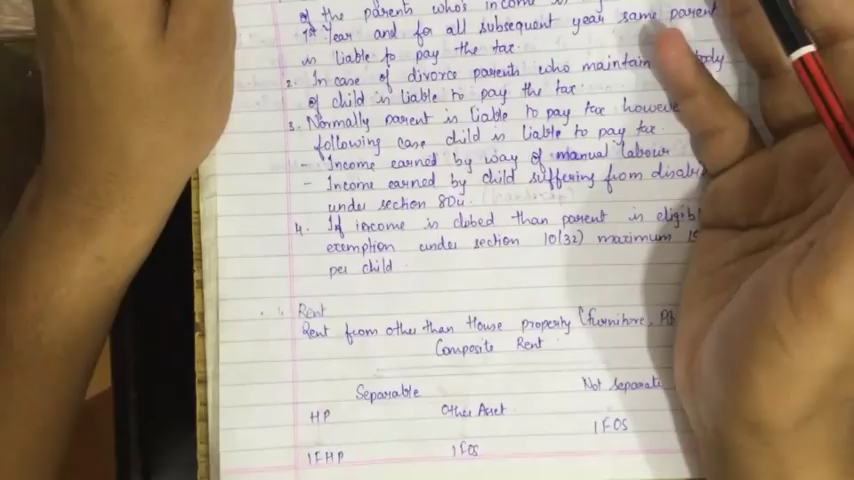 of the parents who's income is
1st Year and for all subsequent year same parent
is liable to pay the tax.
2. In case of divorce parents who maintain
of child is liable to pay the tax.
3. Normally parent is liable to pay tax however
following case child is liable to pay tax.
- Income earned by way of manual labour
- Income earned by child suffering from
under section 80u.
4. If income is clubed than parent is
exemption under section 10(32) maximum
per child.
Rent
Rent from other than House property (furniture,
Composite Rent
Separable Not separate
HP Other Asset
IFOS
IFHP IFOS